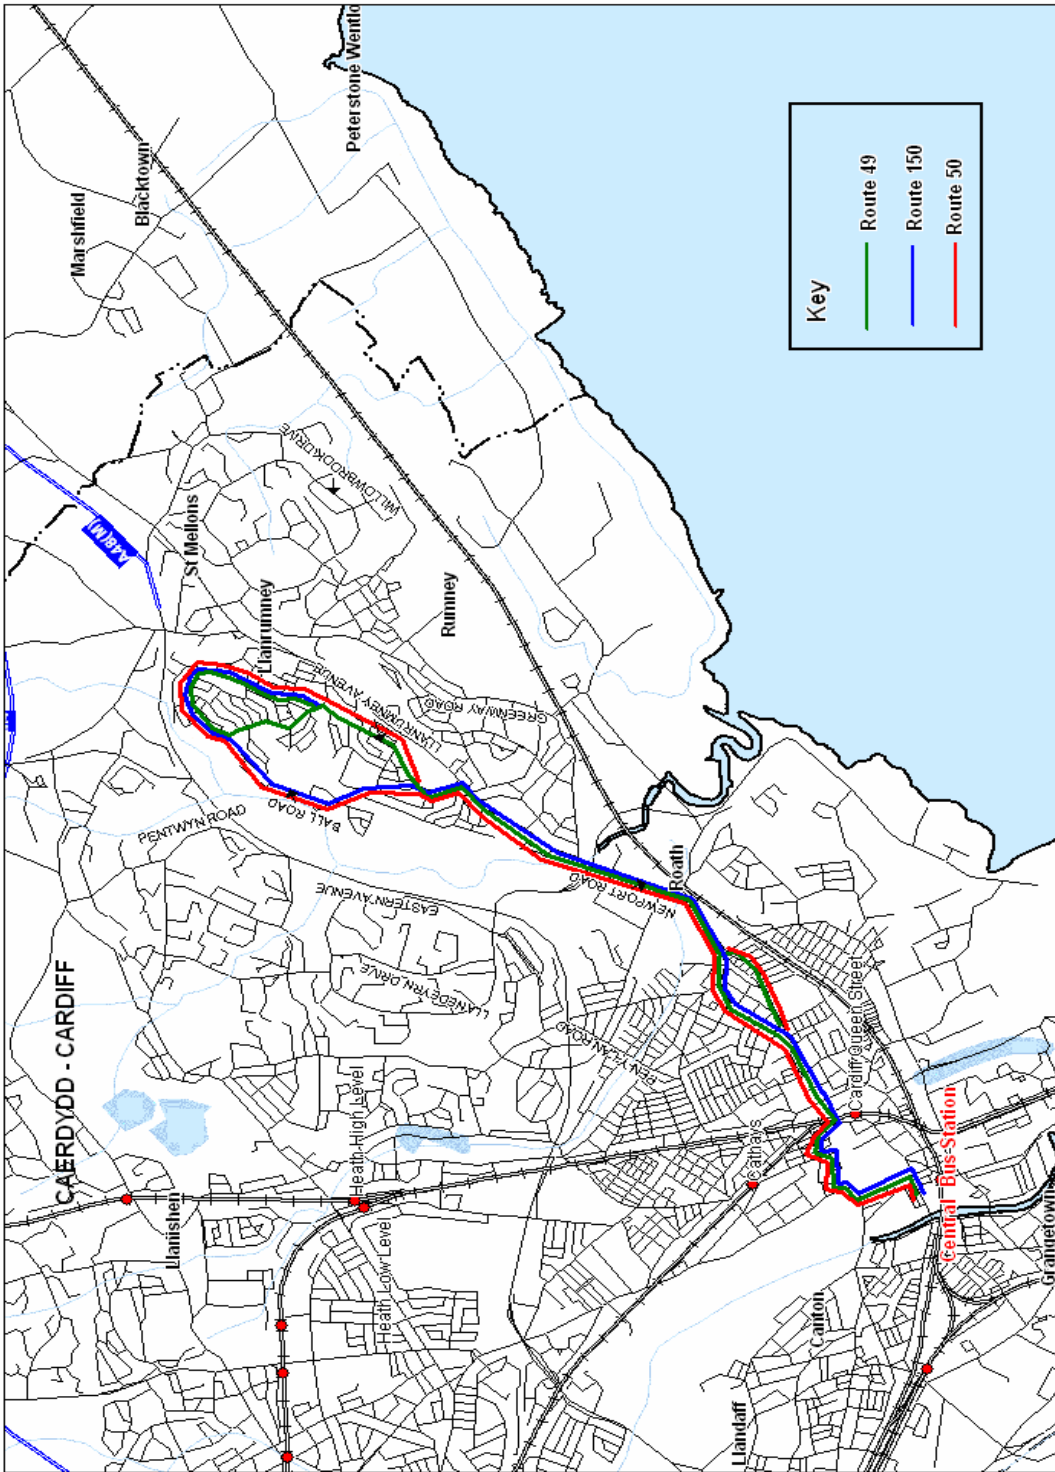 CAERDYDD - CARDIFF
Marshfield
Blacktown
Peterstone Wentlo
A48(M)
St Mellons
WILLOWBROOK DRIVE
Llanrumney
LLANRUMNEY AVENUE
Rumney
GREENWAY ROAD
BALL ROAD
PENTWYN ROAD
EASTERN AVENUE
LLANEDEYRN DRIVE
NEWPORT ROAD
Roath
PEN Y LAN ROAD
Llanishen
Heath High Level
Heath Low Level
Cathays
Cardiff Queen Street
Central Bus Station
Grangetown
Canton
Llandaff
Key
Route 49
Route 150
Route 50